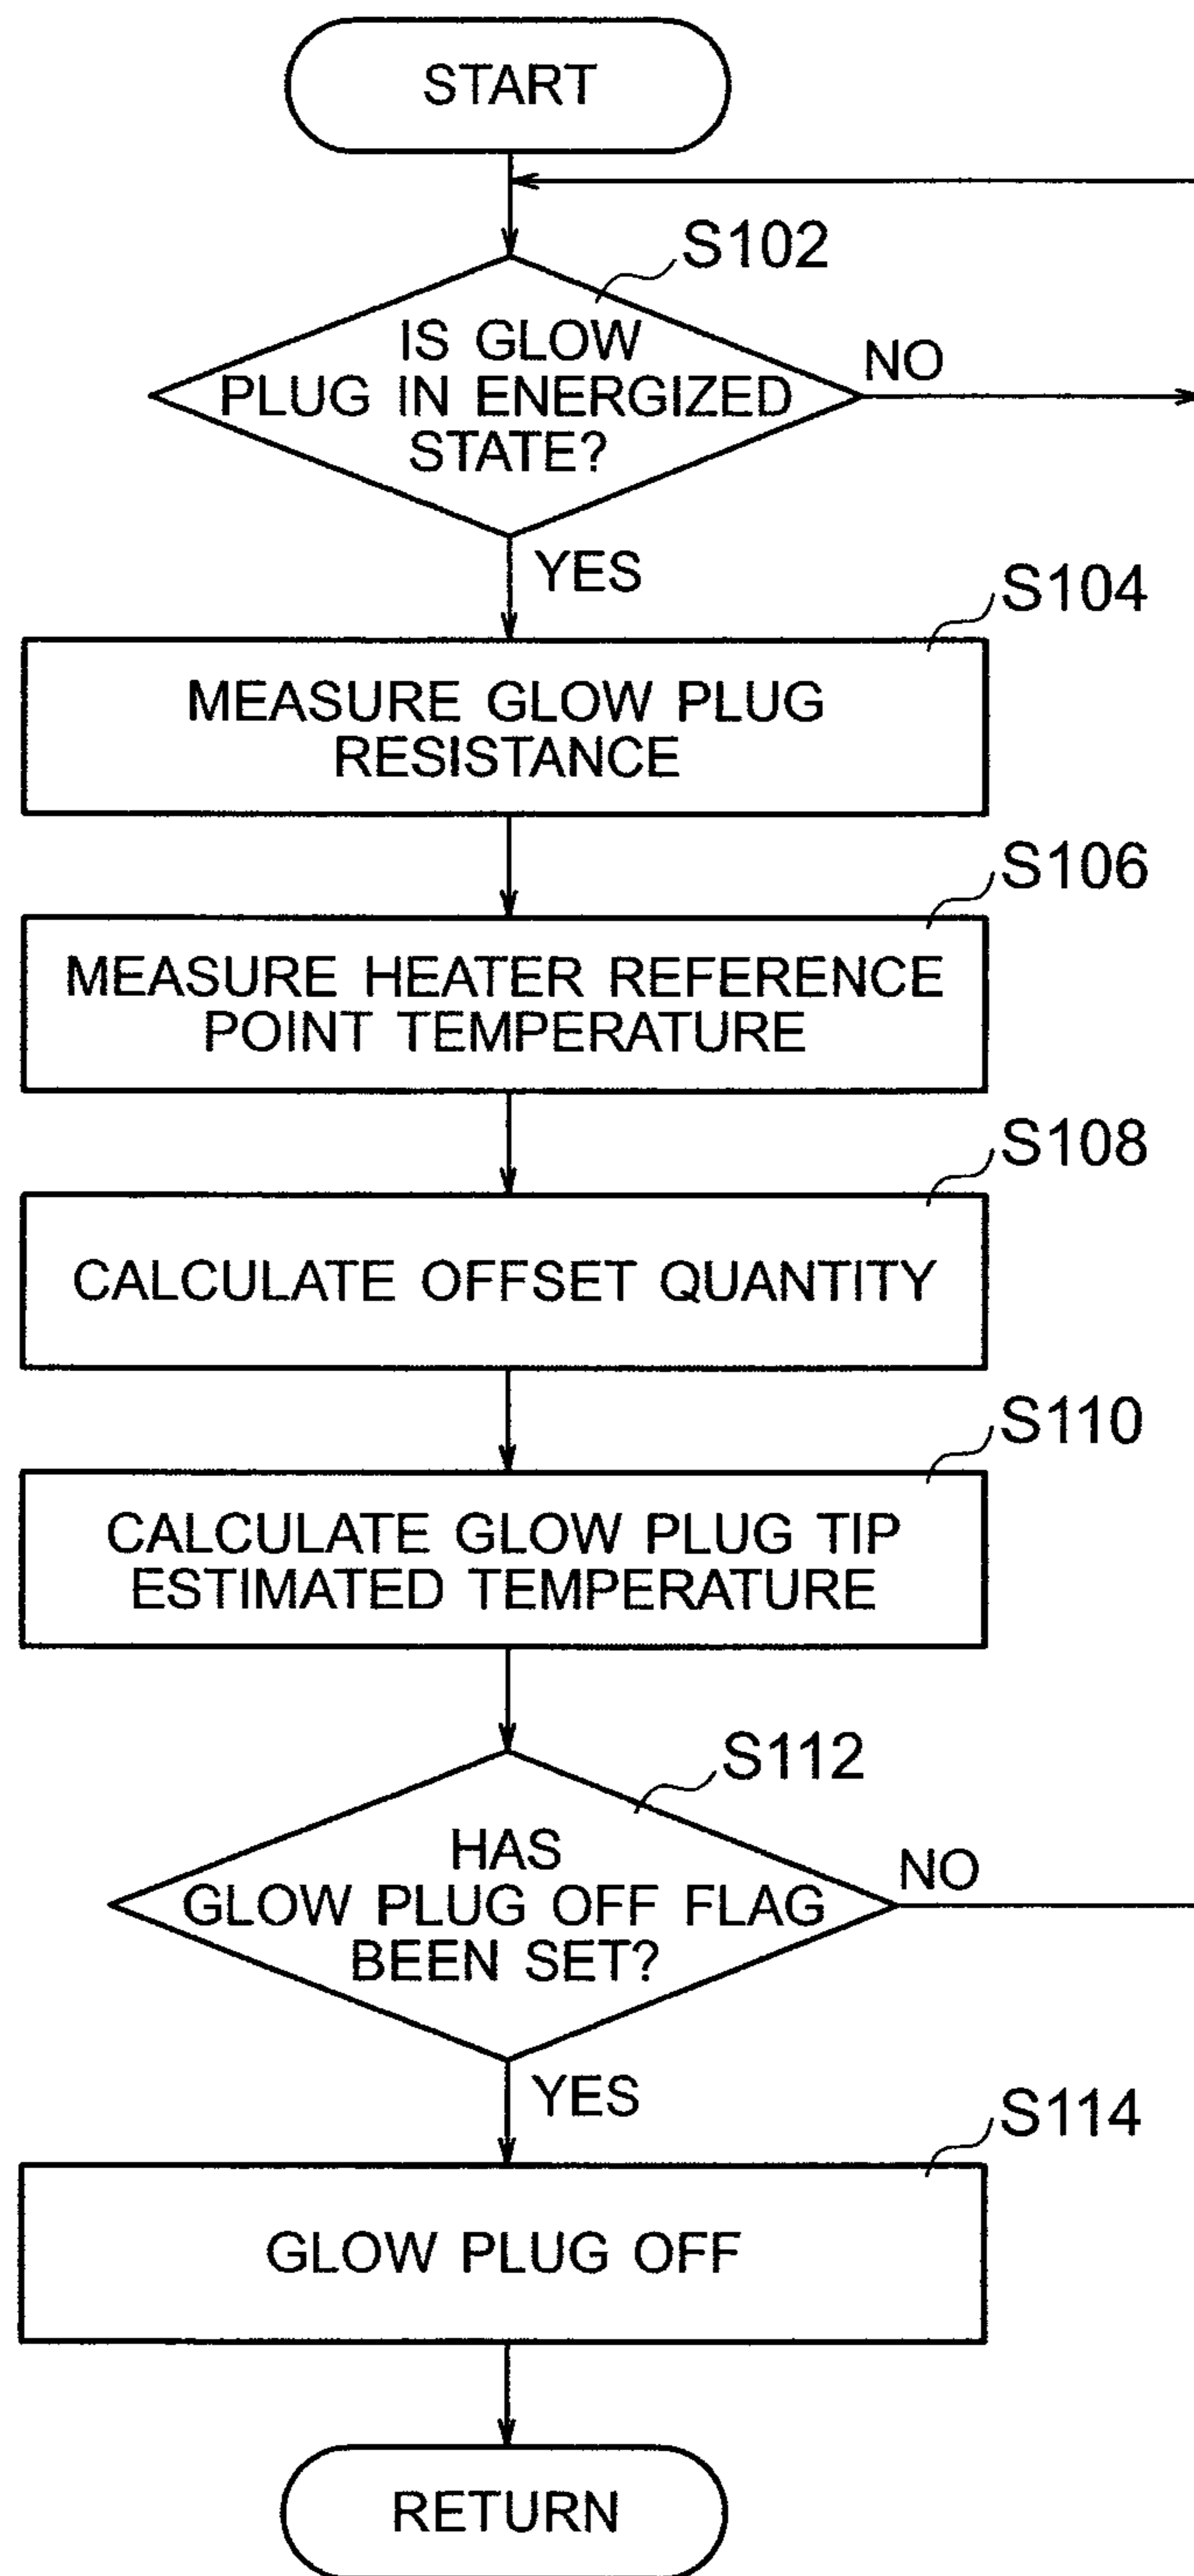 START
S102
IS GLOW
PLUG IN ENERGIZED
STATE?
NO
YES
S104
MEASURE GLOW PLUG
RESISTANCE
S106
MEASURE HEATER REFERENCE
POINT TEMPERATURE
S108
CALCULATE OFFSET QUANTITY
S110
CALCULATE GLOW PLUG TIP
ESTIMATED TEMPERATURE
S112
HAS
GLOW PLUG OFF FLAG
BEEN SET?
NO
YES
S114
GLOW PLUG OFF
RETURN